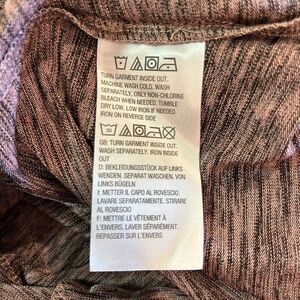 TURN GARMENT INSIDE OUT.
MACHINE WASH COLD. WASH
SEPARATELY. ONLY NON-CHLORINE
BLEACH WHEN NEEDED. TUMBLE
DRY LOW. LOW IRON IF NEEDED.
IRON ON REVERSE SIDE
30
GB: TURN GARMENT INSIDE OUT.
WASH SEPARATELY. IRON INSIDE
OUT
D: BEKLEIDUNGSSTÜCK AUF LINKS
WENDEN. SEPARAT WASCHEN. VON
LINKS BÜGELN
I: METTER IL CAPO AL ROVESCIO.
LAVARE SEPARATAMENTE. STIRARE
AL ROVESCIO
F: METTRE LE VÊTEMENT À
L'ENVERS. LAVER SÉPARÉMENT.
REPASSER SUR L'ENVERS